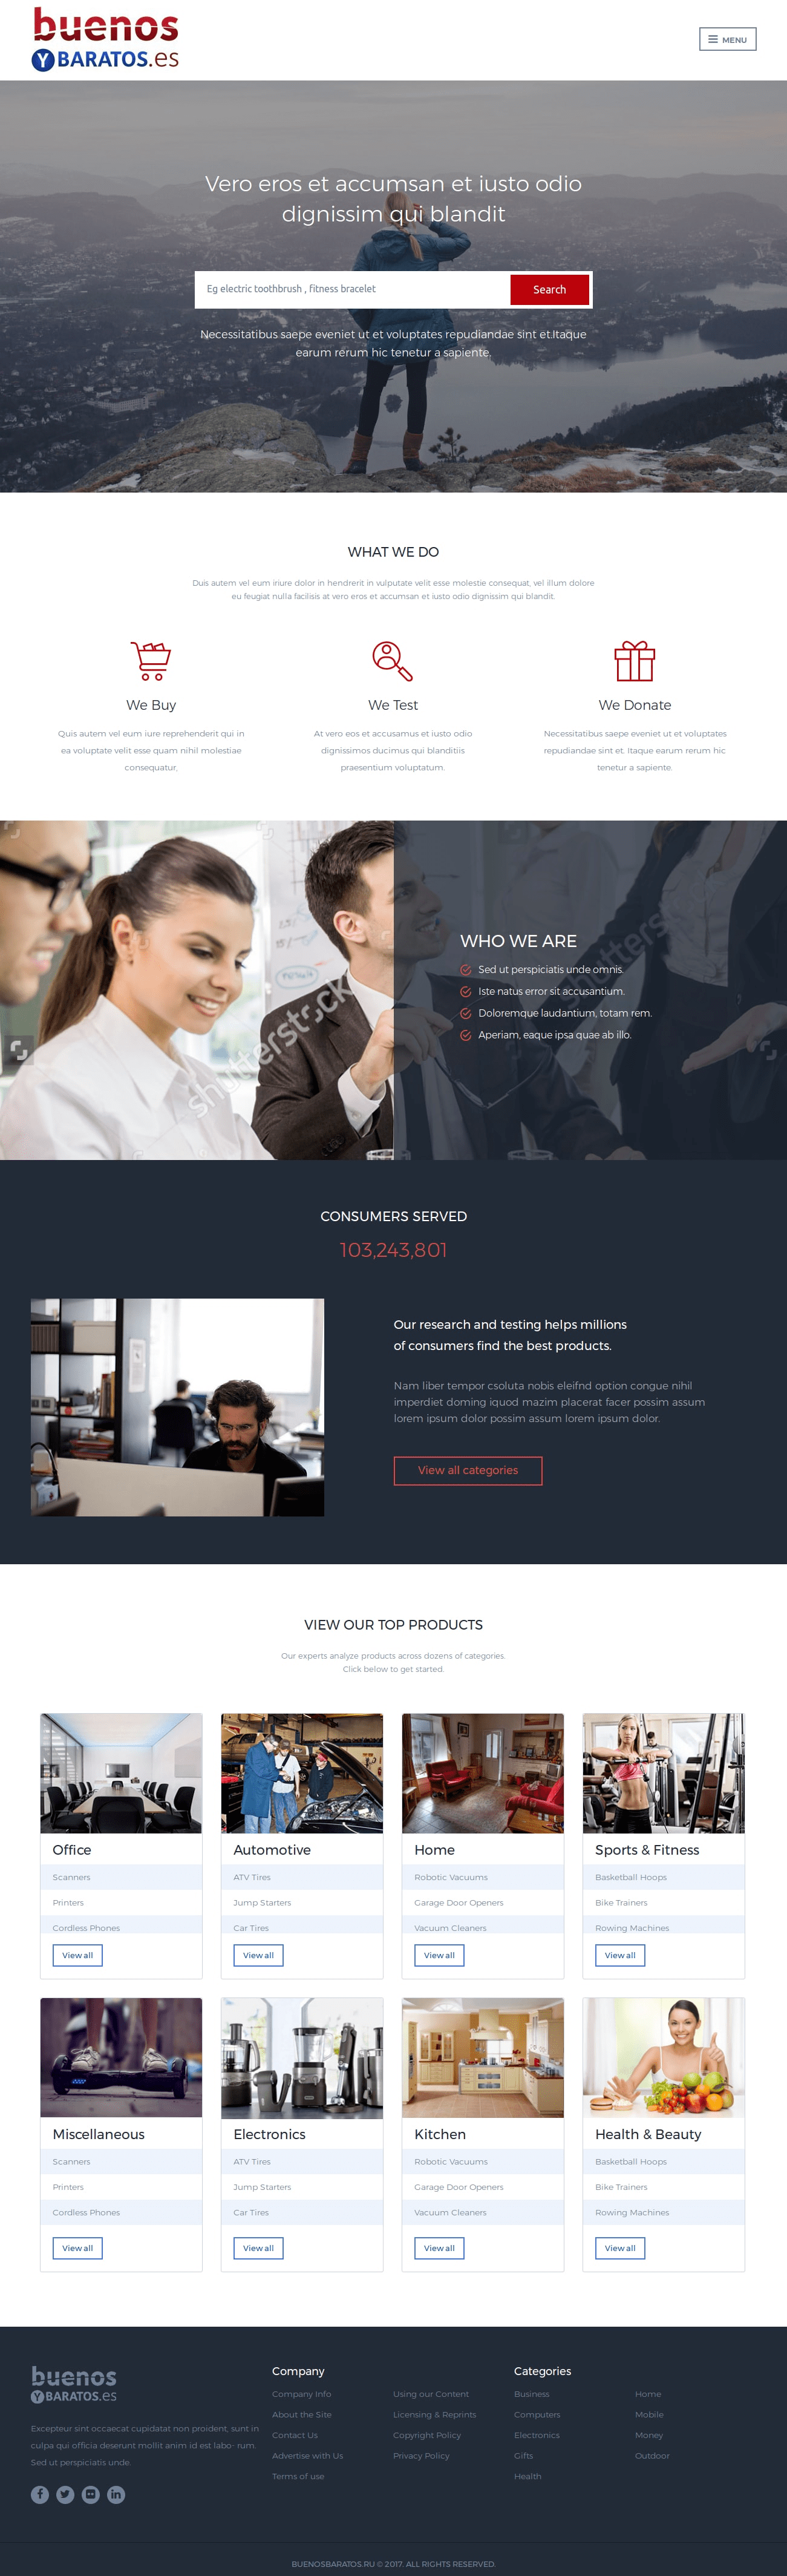 buenos
Y BARATOS.es
MENU
Vero eros et accumsan et iusto odio
dignissim qui blandit
Eg electric toothbrush , fitness bracelet
Search
Necessitatibus saepe eveniet ut et voluptates repudiandae sint et.Itaque
earum rerum hic tenetur a sapiente.
WHAT WE DO
Duis autem vel eum iriure dolor in hendrerit in vulputate velit esse molestie consequat, vel illum dolore
eu feugiat nulla facilisis at vero eros et accumsan et iusto odio dignissim qui blandit.
We Buy
Quis autem vel eum iure reprehenderit qui in
ea voluptate velit esse quam nihil molestiae
consequatur,
We Test
At vero eos et accusamus et iusto odio
dignissimos ducimus qui blanditiis
praesentium voluptatum.
We Donate
Necessitatibus saepe eveniet ut et voluptates
repudiandae sint et. Itaque earum rerum hic
tenetur a sapiente.
shutterstock
WHO WE ARE
Sed ut perspiciatis unde omnis.
Iste natus error sit accusantium.
Doloremque laudantium, totam rem.
Aperiam, eaque ipsa quae ab illo.
CONSUMERS SERVED
103,243,801
Our research and testing helps millions
of consumers find the best products.
Nam liber tempor csoluta nobis eleifnd option congue nihil
imperdiet doming iquod mazim placerat facer possim assum
lorem ipsum dolor possim assum lorem ipsum dolor.
View all categories
VIEW OUR TOP PRODUCTS
Our experts analyze products across dozens of categories.
Click below to get started.
Office
Scanners
Printers
Cordless Phones
View all
Automotive
ATV Tires
Jump Starters
Car Tires
View all
Home
Robotic Vacuums
Garage Door Openers
Vacuum Cleaners
View all
Sports & Fitness
Basketball Hoops
Bike Trainers
Rowing Machines
View all
Miscellaneous
Scanners
Printers
Cordless Phones
View all
Electronics
ATV Tires
Jump Starters
Car Tires
View all
Kitchen
Robotic Vacuums
Garage Door Openers
Vacuum Cleaners
View all
Health & Beauty
Basketball Hoops
Bike Trainers
Rowing Machines
View all
buenos
Y BARATOS.es
Excepteur sint occaecat cupidatat non proident, sunt in
culpa qui officia deserunt mollit anim id est labo- rum.
Sed ut perspiciatis unde.
Company
Company Info
About the Site
Contact Us
Advertise with Us
Terms of use
Using our Content
Licensing & Reprints
Copyright Policy
Privacy Policy
Categories
Business
Computers
Electronics
Gifts
Health
Home
Mobile
Money
Outdoor
BUENOSBARATOS.RU © 2017. ALL RIGHTS RESERVED.